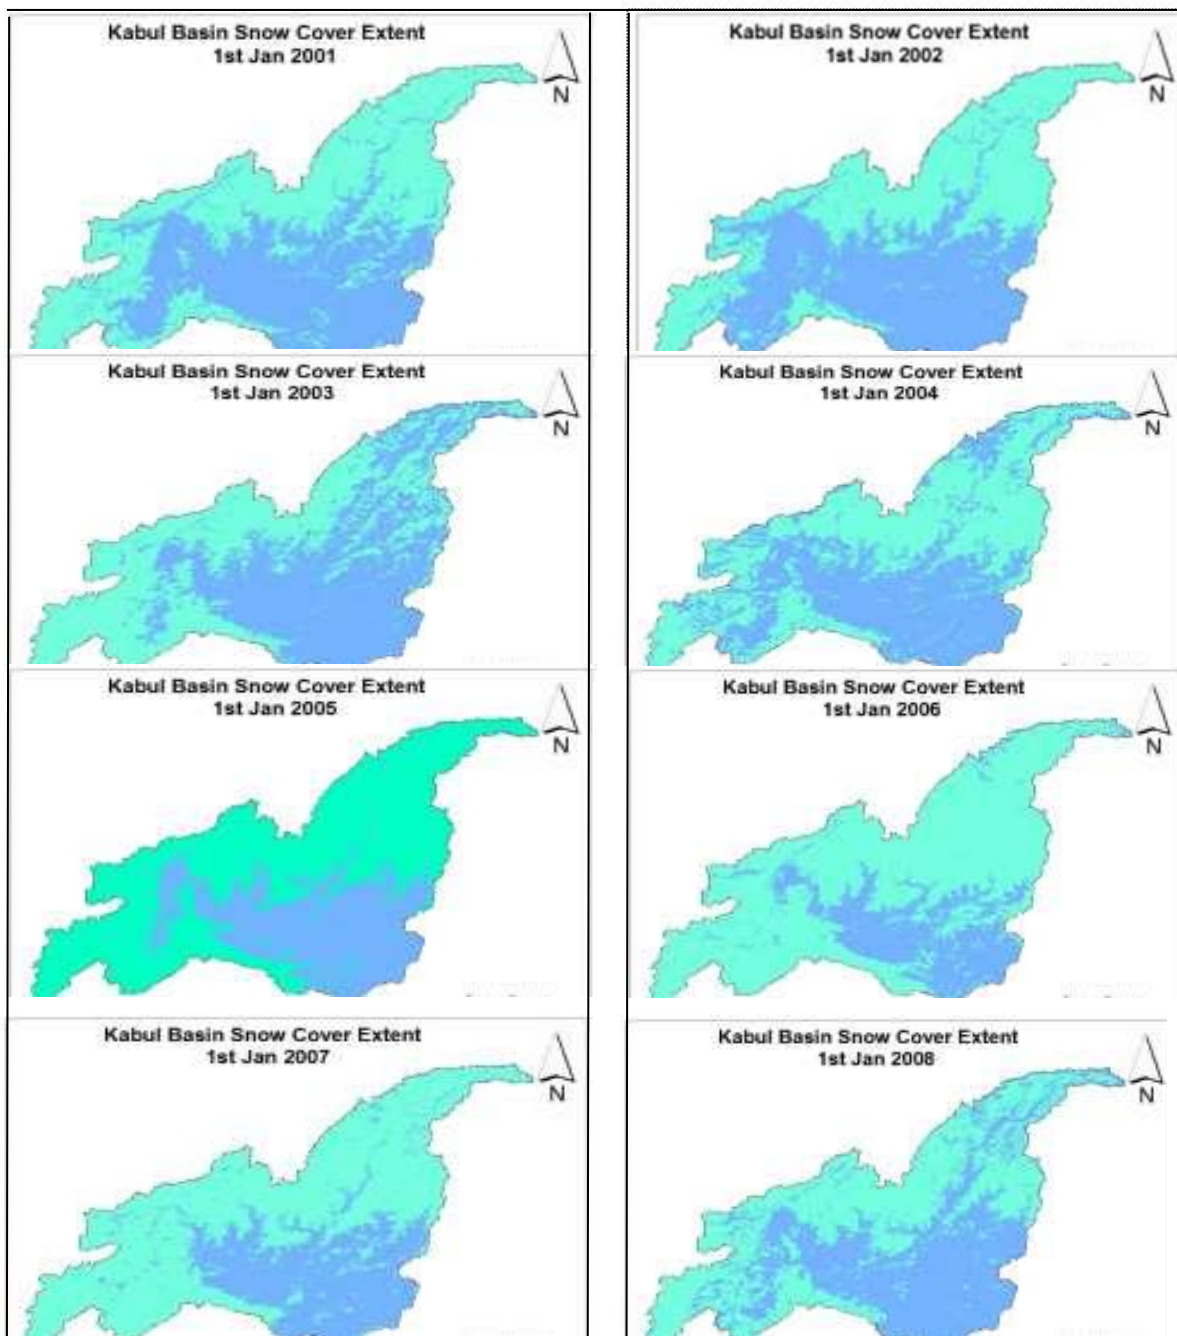 Kabul Basin Snow Cover Extent
1st Jan 2001
N
Kabul Basin Snow Cover Extent
1st Jan 2002
N
Kabul Basin Snow Cover Extent
1st Jan 2003
N
Kabul Basin Snow Cover Extent
1st Jan 2004
N
Kabul Basin Snow Cover Extent
1st Jan 2005
N
Kabul Basin Snow Cover Extent
1st Jan 2006
N
Kabul Basin Snow Cover Extent
1st Jan 2007
N
Kabul Basin Snow Cover Extent
1st Jan 2008
N